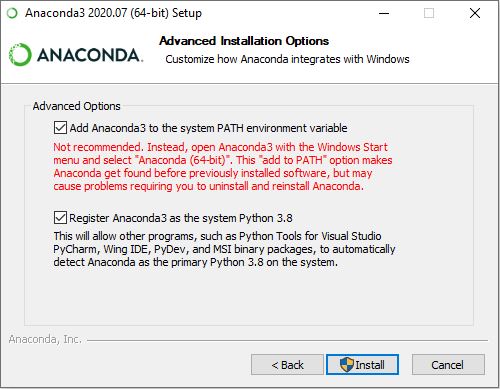 Anaconda3 2020.07 (64-bit) Setup
ANACONDA.
Advanced Installation Options
Customize how Anaconda integrates with Windows
Advanced Options
Add Anaconda3 to the system PATH environment variable
Not recommended. Instead, open Anaconda3 with the Windows Start
menu and select "Anaconda (64-bit)". This "add to PATH" option makes
Anaconda get found before previously installed software, but may
cause problems requiring you to uninstall and reinstall Anaconda.
Register Anaconda3 as the system Python 3.8
This will allow other programs, such as Python Tools for Visual Studio
PyCharm, Wing IDE, PyDev, and MSI binary packages, to automatically
detect Anaconda as the primary Python 3.8 on the system.
Anaconda, Inc.
< Back
Install
Cancel